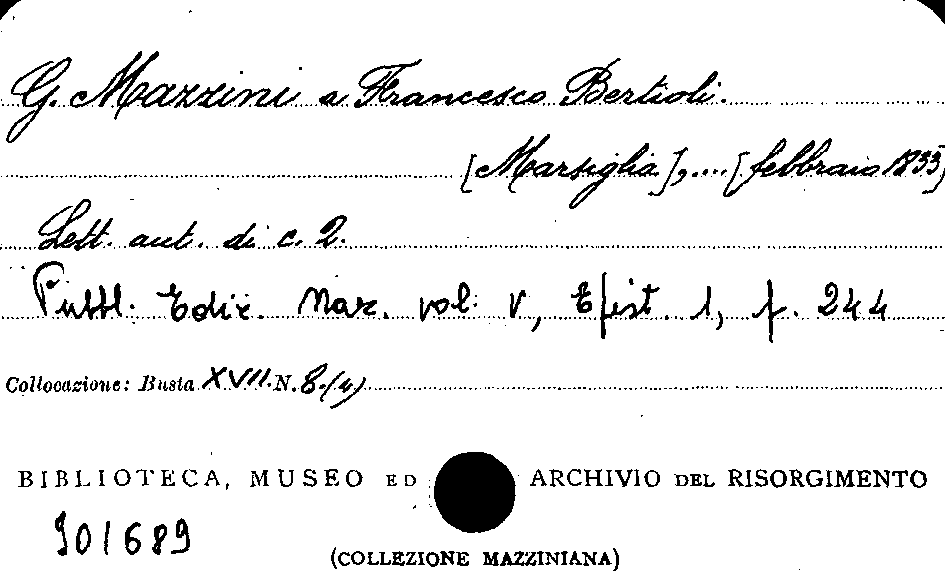 G. Mazzini a Francesco Bertioli.
[Marsiglia],....[febbraio 1833]
Lett. aut. di c. 2.
Pubbl. Ediz. Naz. vol. V, Epist. 1, p. 244
Collocazione: Busta XVII. N. 8.(4)
BIBLIOTECA, MUSEO ED ARCHIVIO DEL RISORGIMENTO
901689
(COLLEZIONE MAZZINIANA)